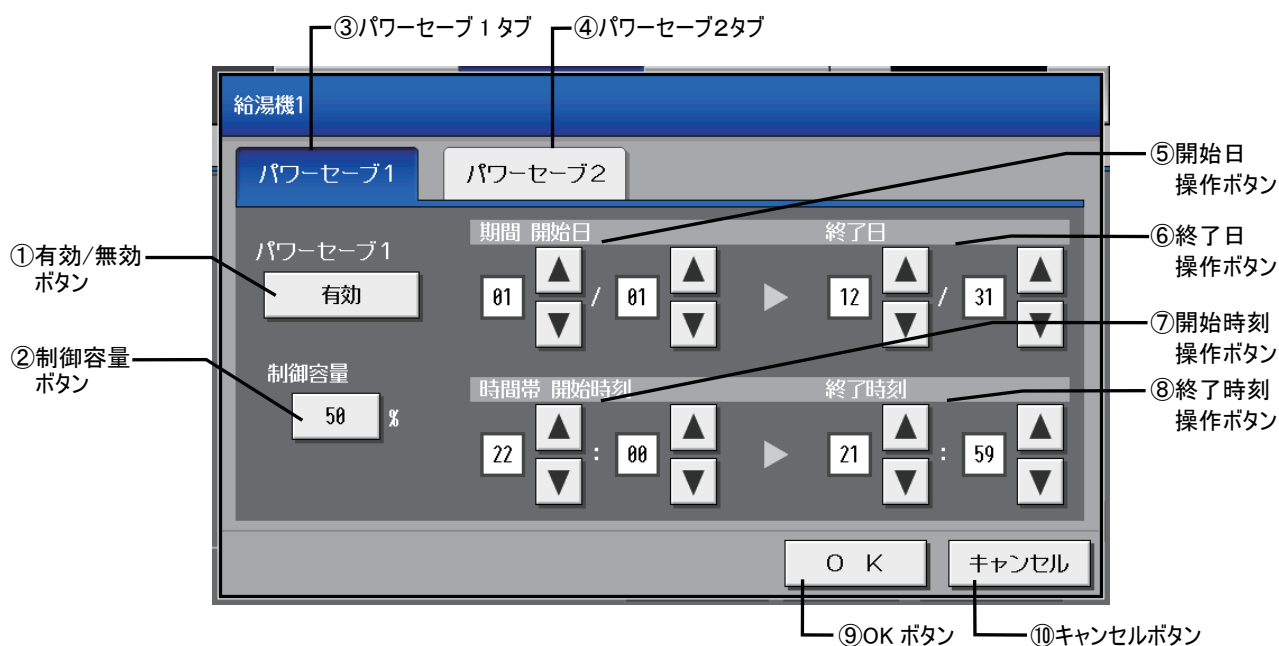 ③パワーセーブ 1 タブ
④パワーセーブ2タブ
給湯機1
パワーセーブ1
パワーセーブ2
⑤開始日
操作ボタン
①有効/無効
ボタン
パワーセーブ1
有効
期間 開始日
終了日
01 / 01
12 / 31
⑥終了日
操作ボタン
⑦開始時刻
操作ボタン
②制御容量
ボタン
制御容量
50 %
時間帯 開始時刻
終了時刻
22 : 00
21 : 59
⑧終了時刻
操作ボタン
O K
キャンセル
⑨OK ボタン
⑩キャンセルボタン